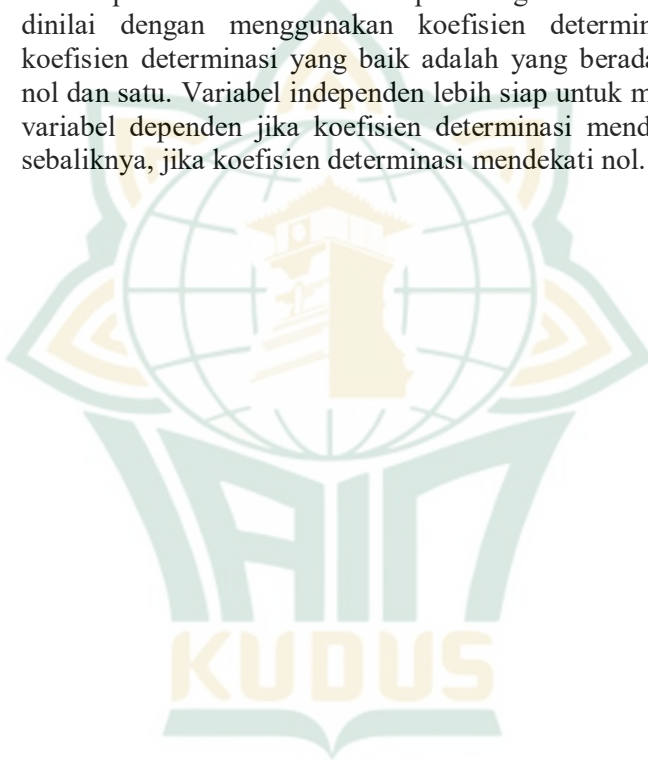 dinilai dengan menggunakan koefisien determin
koefisien determinasi yang baik adalah yang berada
nol dan satu. Variabel independen lebih siap untuk m
variabel dependen jika koefisien determinasi mend
sebaliknya, jika koefisien determinasi mendekati nol.
IAIN
KUDUS